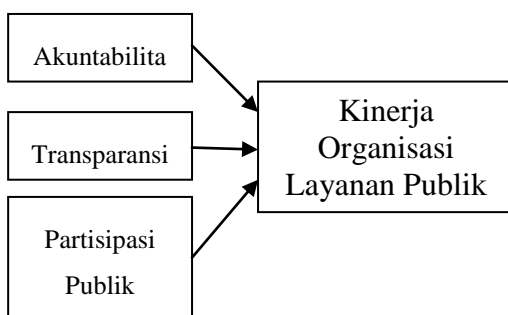 Akuntabilita
Transparansi
Partisipasi
Publik
Kinerja
Organisasi
Layanan Publik